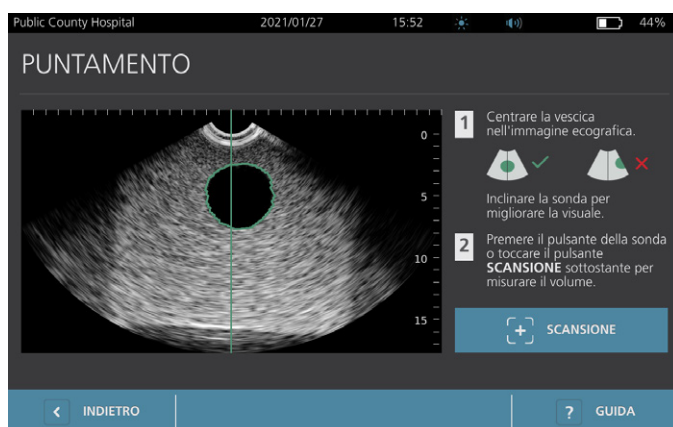 Public County Hospital 2021/01/27 15:52 44%
PUNTAMENTO
0
5
10
15
1 Centrare la vescica
nell'immagine ecografica.
Inclinare la sonda per
migliorare la visuale.
2 Premere il pulsante della sonda
o toccare il pulsante
SCANSIONE sottostante per
misurare il volume.
SCANSIONE
INDIETRO
? GUIDA